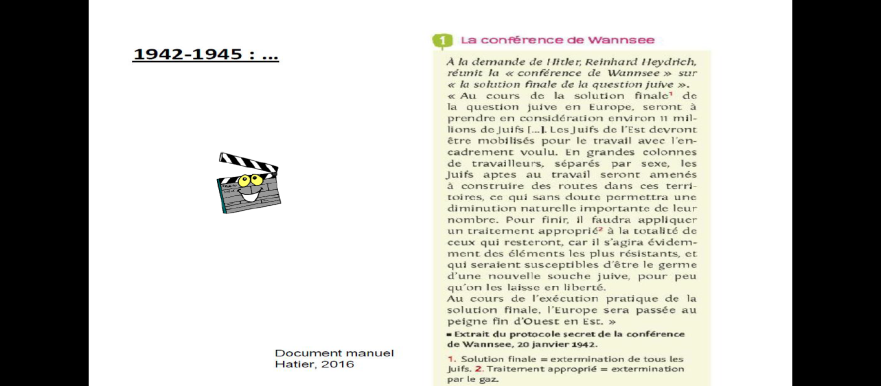 1942-1945 : ...
Document manuel
Hatier, 2016
1 La conférence de Wannsee
À la demande de Hitler, Reinhard Heydrich,
réunit la « conférence de Wannsee » sur
« la solution finale de la question juive ».
« Au cours de la solution finale1 de
la question juive en Europe, seront à
prendre en considération environ 11 mil-
lions de Juifs [...]. Les Juifs de l'Est devront
être mobilisés pour le travail avec l'en-
cadrement voulu. En grandes colonnes
de travailleurs, séparés par sexe, les
Juifs aptes au travail seront amenés
à construire des routes dans ces terri-
toires, ce qui sans doute permettra une
diminution naturelle importante de leur
nombre. Pour finir, il faudra appliquer
un traitement approprié2 à la totalité de
ceux qui resteront, car il s'agira évidem-
ment des éléments les plus résistants, et
qui seraient susceptibles d'être le germe
d'une nouvelle souche juive, pour peu
qu'on les laisse en liberté.
Au cours de l'exécution pratique de la
solution finale, l'Europe sera passée au
peigne fin d'Ouest en Est. »
▪ Extrait du protocole secret de la conférence
de Wannsee, 20 janvier 1942.
1. Solution finale = extermination de tous les
Juifs. 2. Traitement approprié = extermination
par le gaz.